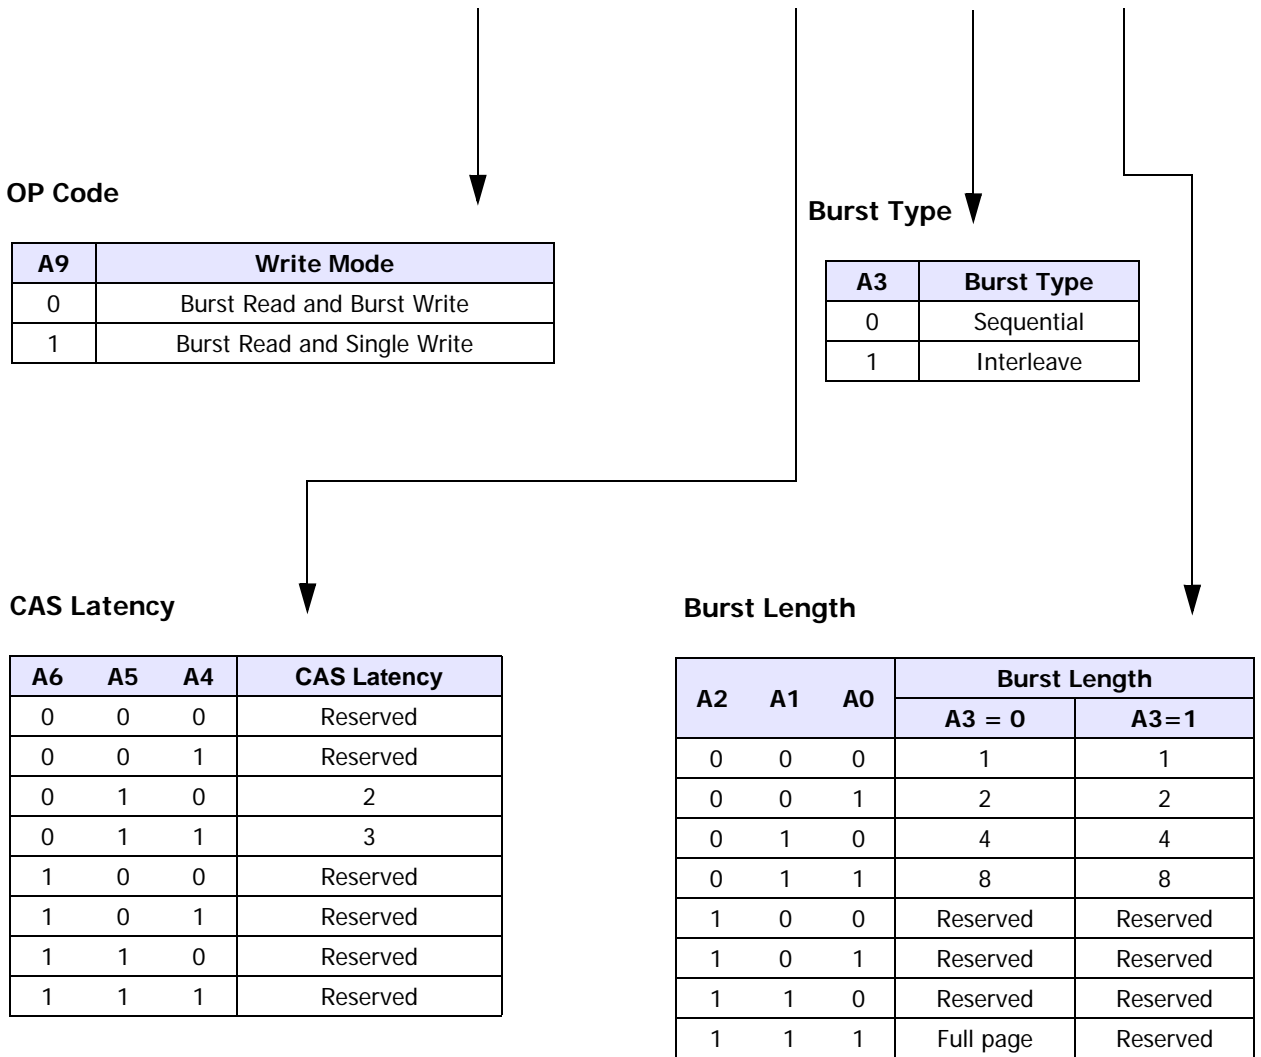 OP Code
A9 Write Mode
0 Burst Read and Burst Write
1 Burst Read and Single Write
Burst Type
A3 Burst Type
0 Sequential
1 Interleave
CAS Latency
A6 A5 A4 CAS Latency
0 0 0 Reserved
0 0 1 Reserved
0 1 0 2
0 1 1 3
1 0 0 Reserved
1 0 1 Reserved
1 1 0 Reserved
1 1 1 Reserved
Burst Length
A2 A1 A0 Burst Length
A3 = 0 A3=1
0 0 0 1 1
0 0 1 2 2
0 1 0 4 4
0 1 1 8 8
1 0 0 Reserved Reserved
1 0 1 Reserved Reserved
1 1 0 Reserved Reserved
1 1 1 Full page Reserved